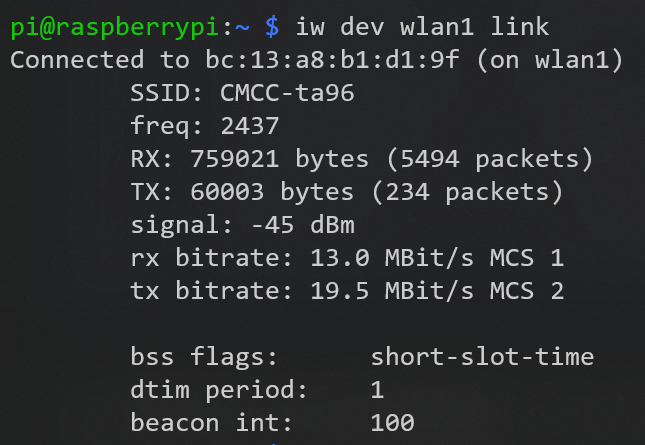 pi@raspberrypi:~ $ iw dev wlan1 link
Connected to bc:13:a8:b1:d1:9f (on wlan1)
SSID: CMCC-ta96
freq: 2437
RX: 759021 bytes (5494 packets)
TX: 60003 bytes (234 packets)
signal: -45 dBm
rx bitrate: 13.0 MBit/s MCS 1
tx bitrate: 19.5 MBit/s MCS 2
bss flags: short-slot-time
dtim period: 1
beacon int: 100